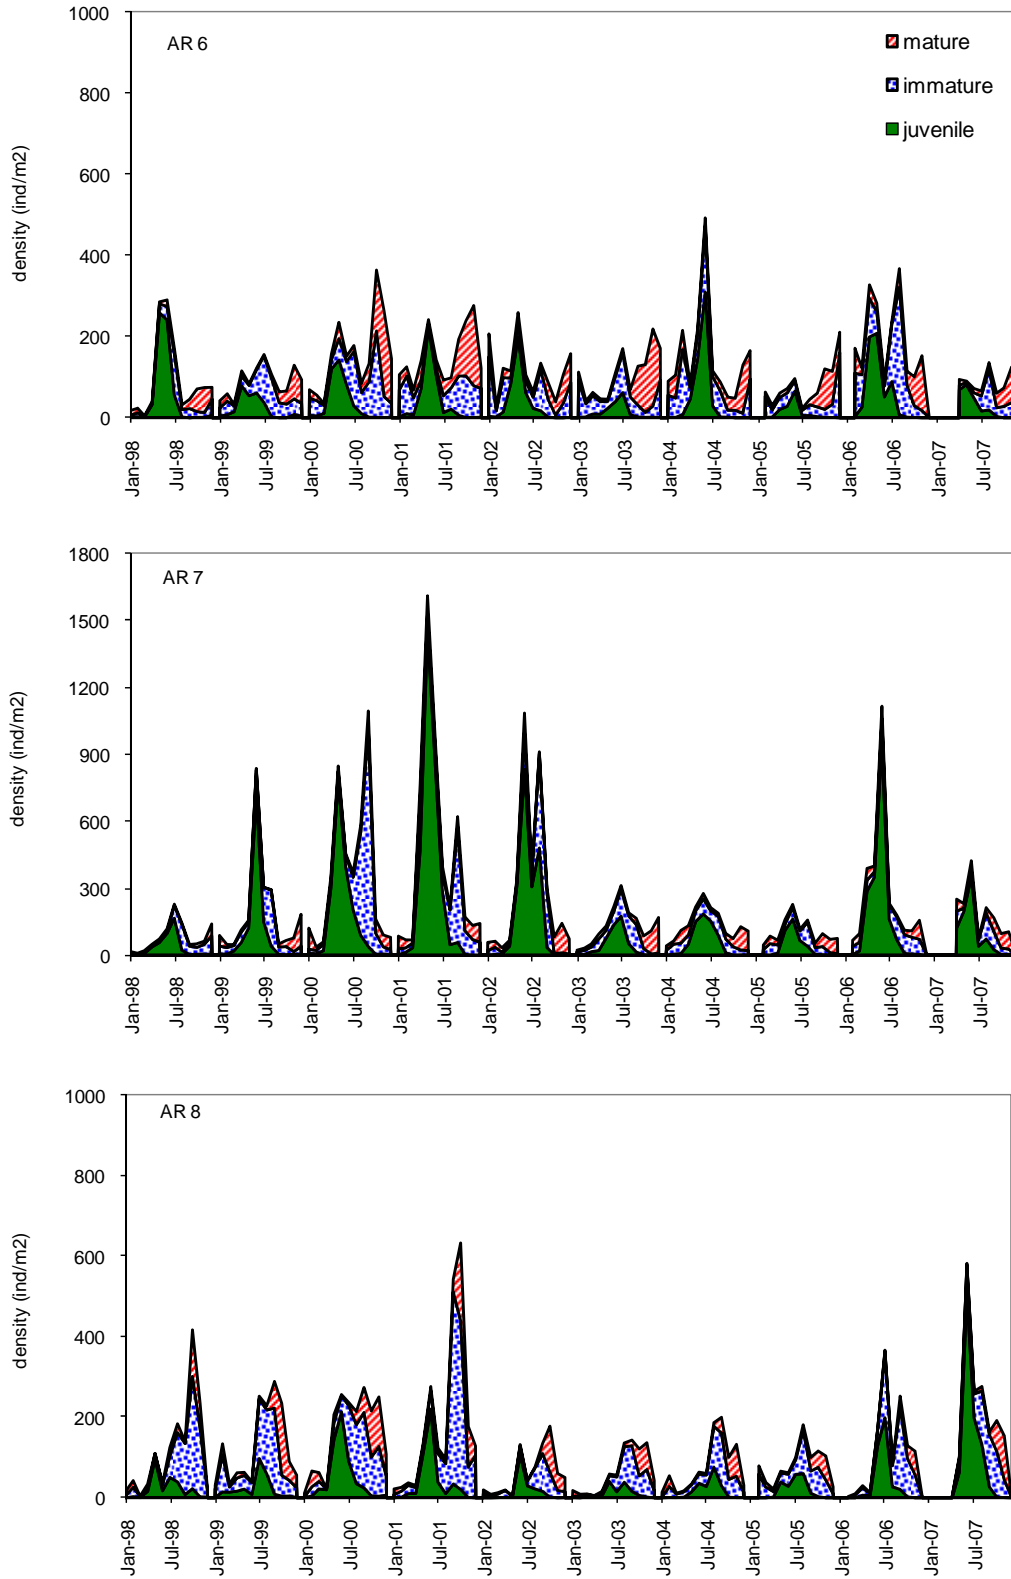 AR 6
mature
immature
juvenile
density (ind/m2)
1000
800
600
400
200
0
Jan-98 Jul-98 Jan-99 Jul-99 Jan-00 Jul-00 Jan-01 Jul-01 Jan-02 Jul-02 Jan-03 Jul-03 Jan-04 Jul-04 Jan-05 Jul-05 Jan-06 Jul-06 Jan-07 Jul-07
AR 7
density (ind/m2)
1800
1500
1200
900
600
300
0
Jan-98 Jul-98 Jan-99 Jul-99 Jan-00 Jul-00 Jan-01 Jul-01 Jan-02 Jul-02 Jan-03 Jul-03 Jan-04 Jul-04 Jan-05 Jul-05 Jan-06 Jul-06 Jan-07 Jul-07
AR 8
density (ind/m2)
1000
800
600
400
200
0
Jan-98 Jul-98 Jan-99 Jul-99 Jan-00 Jul-00 Jan-01 Jul-01 Jan-02 Jul-02 Jan-03 Jul-03 Jan-04 Jul-04 Jan-05 Jul-05 Jan-06 Jul-06 Jan-07 Jul-07